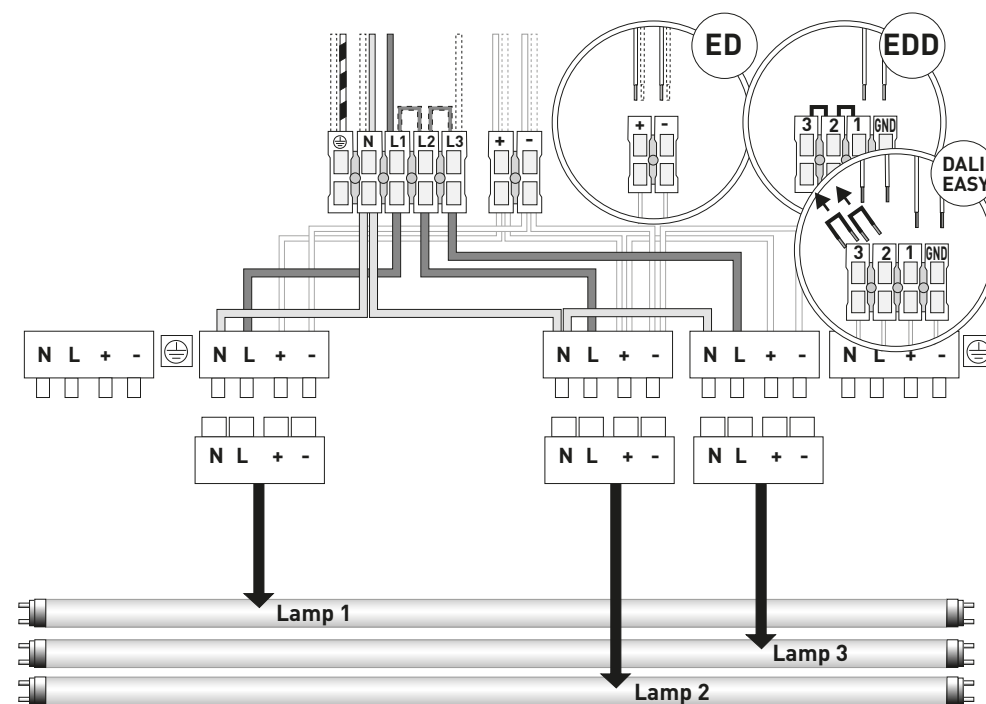 ED
EDD
+ -
3 2 1 GND
N L1 L2 L3
+ -
DALI
EASY
3 2 1 GND
N L + -
N L + -
N L + -
N L + -
N L + -
N L + -
N L + -
N L + -
Lamp 1
Lamp 3
Lamp 2